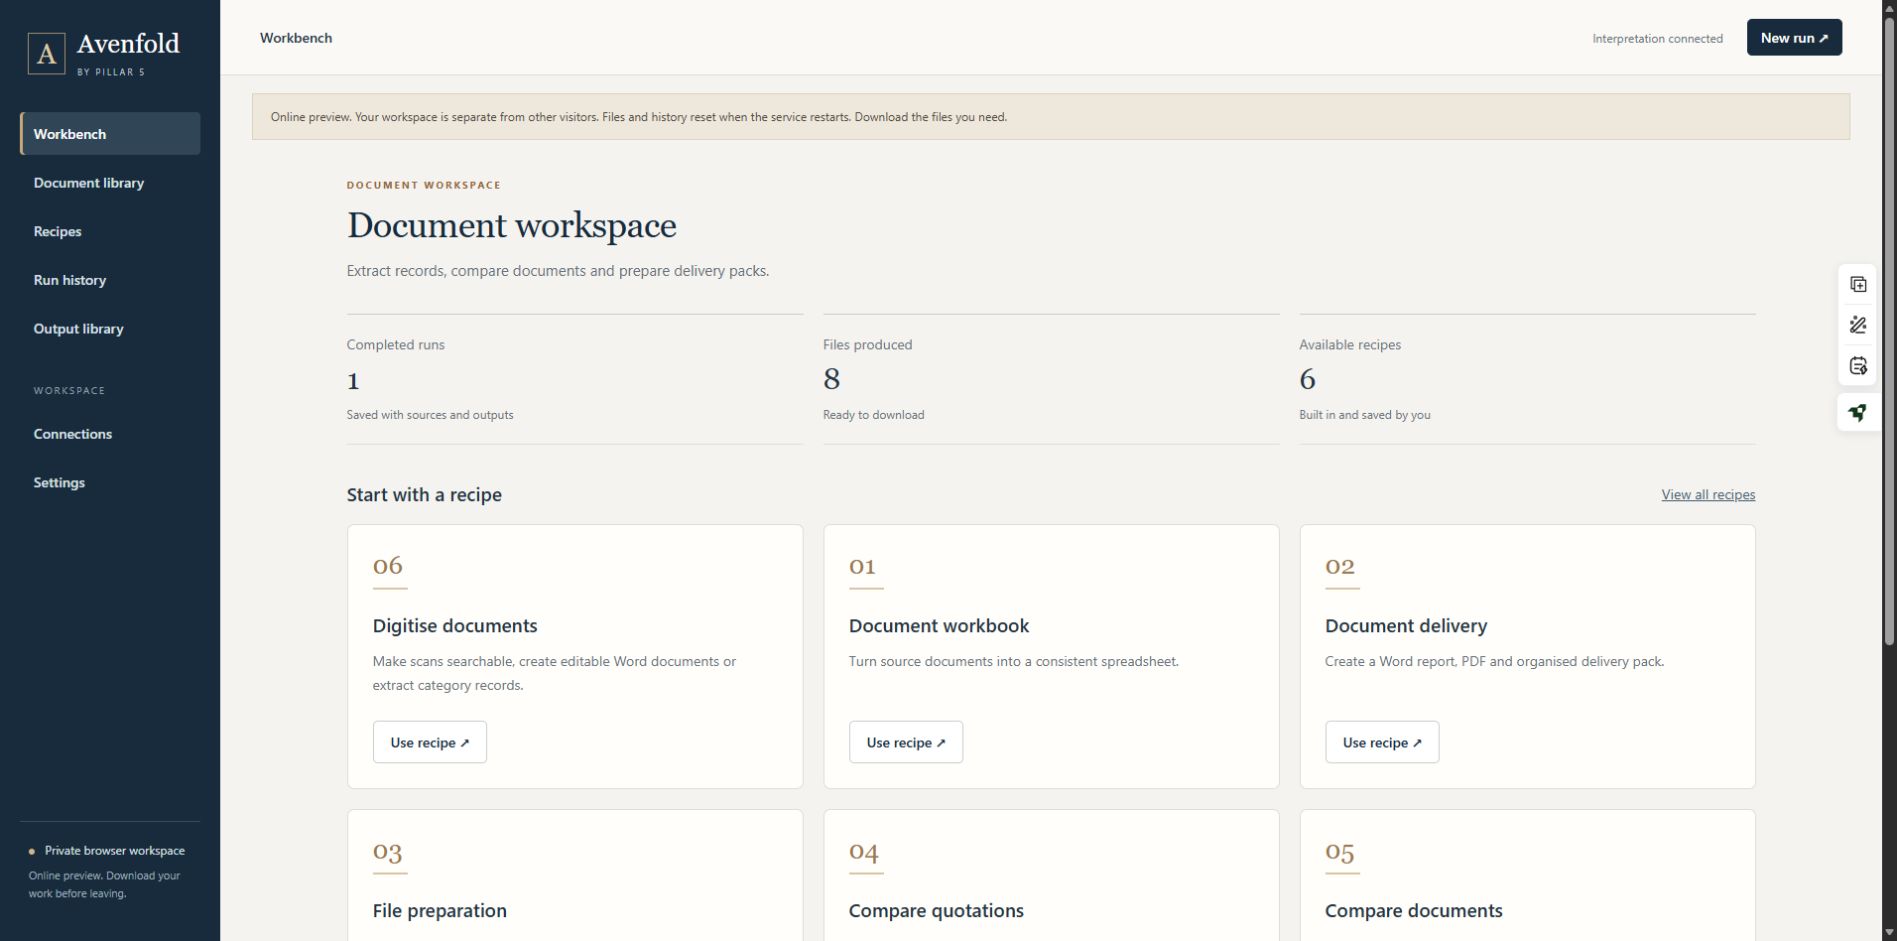 A
Avenfold
BY PILLAR 5
Workbench
Document library
Recipes
Run history
Output library
WORKSPACE
Connections
Settings
Private browser workspace
Online preview. Download your
work before leaving.
Workbench
Interpretation connected
New run ↗
Online preview. Your workspace is separate from other visitors. Files and history reset when the service restarts. Download the files you need.
DOCUMENT WORKSPACE
Document workspace
Extract records, compare documents and prepare delivery packs.
Completed runs
1
Saved with sources and outputs
Files produced
8
Ready to download
Available recipes
6
Built in and saved by you
Start with a recipe
View all recipes
06
Digitise documents
Make scans searchable, create editable Word documents or
extract category records.
Use recipe ↗
01
Document workbook
Turn source documents into a consistent spreadsheet.
Use recipe ↗
02
Document delivery
Create a Word report, PDF and organised delivery pack.
Use recipe ↗
03
File preparation
04
Compare quotations
05
Compare documents